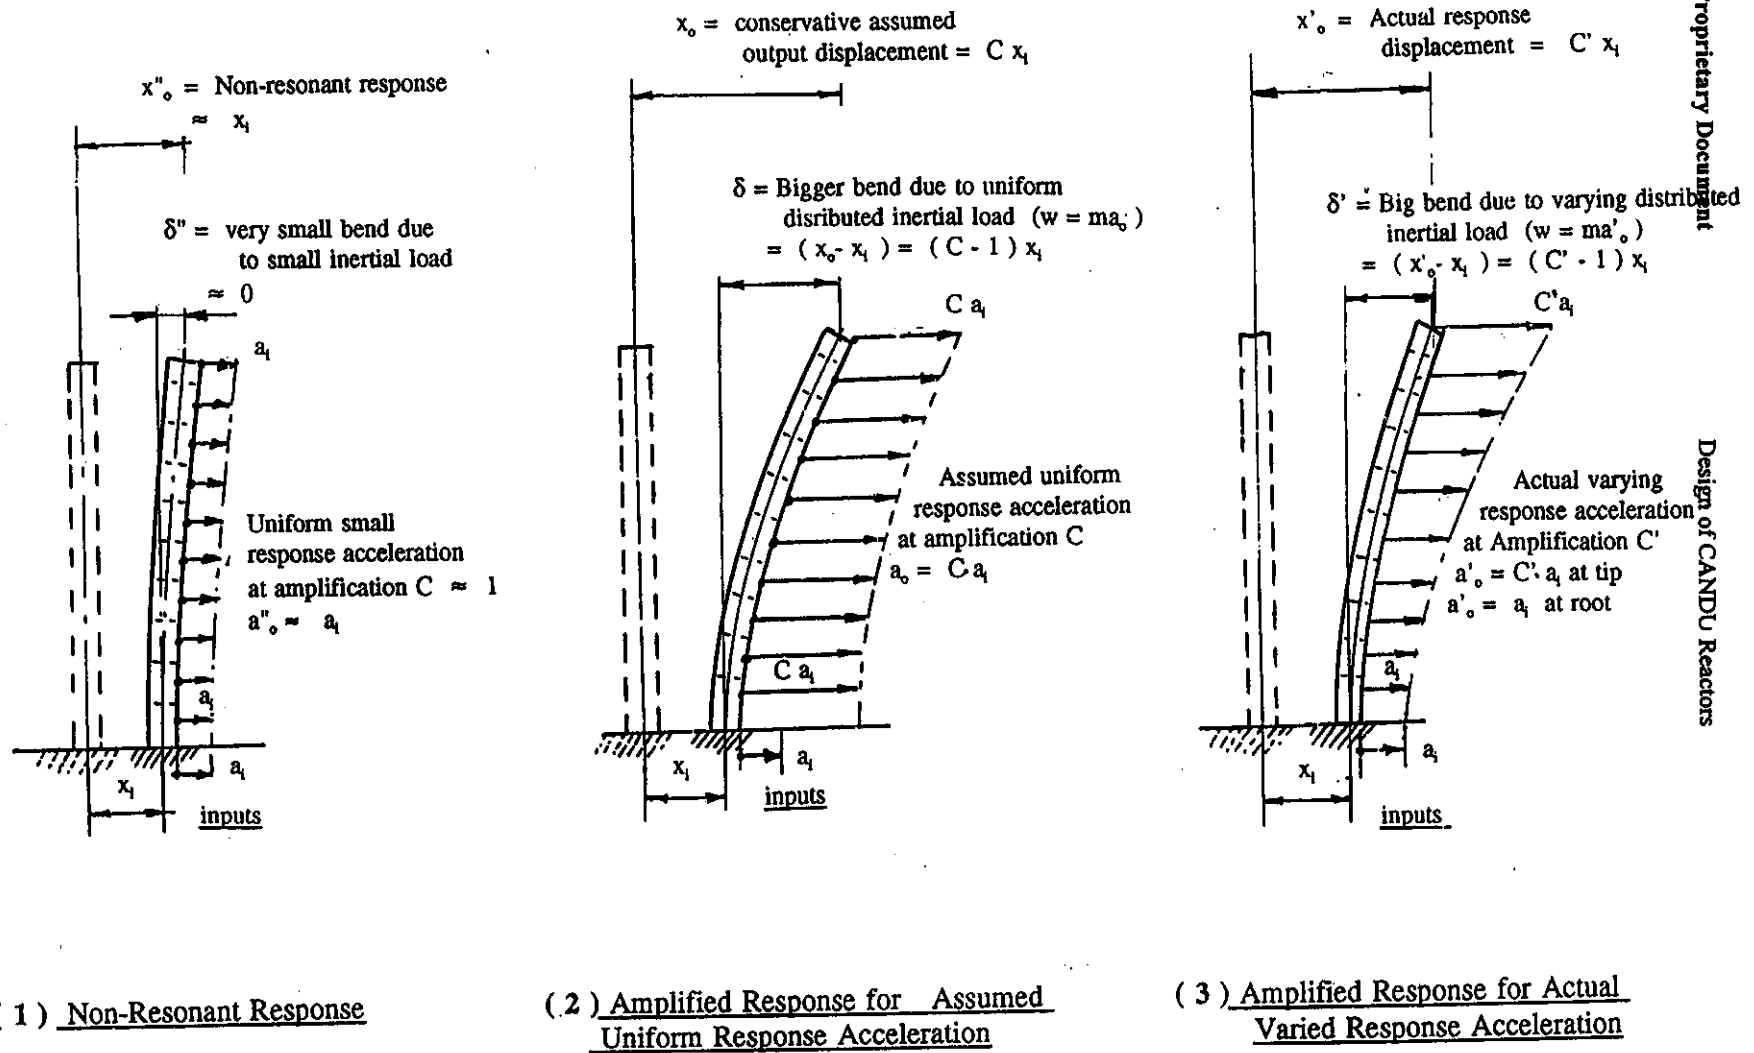 x"o = Non-resonant response
≈ xi
δ" = very small bend due
to small inertial load
≈ 0
ai
Uniform small
response acceleration
at amplification C ≈ 1
a"o ≈ ai
ai
ai
xi
inputs
( 1 ) Non-Resonant Response
xo = conservative assumed
output displacement = C xi
δ = Bigger bend due to uniform
disributed inertial load (w = mao )
= ( xo- xi ) = ( C - 1 ) xi
C ai
Assumed uniform
response acceleration
at amplification C
ao = C ai
C ai
ai
xi
inputs
( 2 ) Amplified Response for Assumed
Uniform Response Acceleration
x'o = Actual response
displacement = C' xi
δ' = Big bend due to varying distributed
inertial load (w = ma'o )
= ( x'o- xi ) = ( C' - 1 ) xi
C'ai
Actual varying
response acceleration
at Amplification C'
a'o = C'· ai at tip
a'o = ai at root
ai
ai
xi
inputs
( 3 ) Amplified Response for Actual
Varied Response Acceleration
Proprietary Document
Design of CANDU Reactors